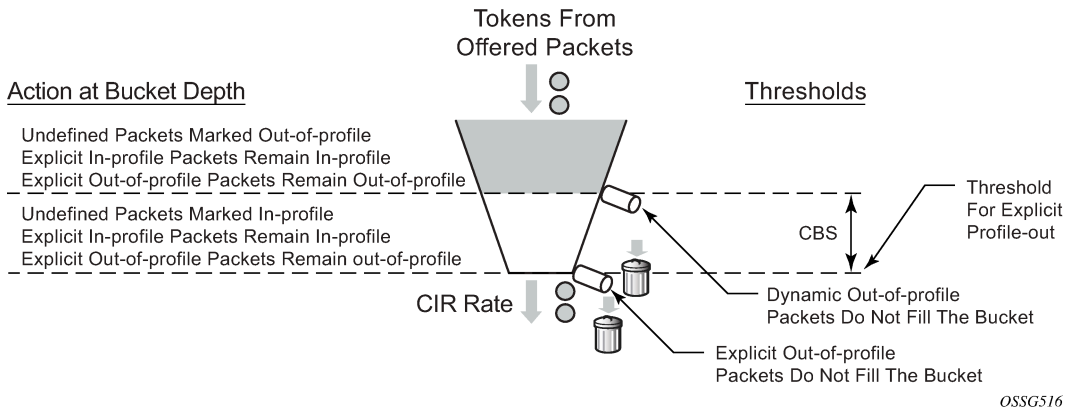 Tokens From
Offered Packets
Action at Bucket Depth
Thresholds
Undefined Packets Marked Out-of-profile
Explicit In-profile Packets Remain In-profile
Explicit Out-of-profile Packets Remain Out-of-profile
Undefined Packets Marked In-profile
Explicit In-profile Packets Remain In-profile
Explicit Out-of-profile Packets Remain out-of-profile
CBS
Threshold
For Explicit
Profile-out
CIR Rate
Dynamic Out-of-profile
Packets Do Not Fill The Bucket
Explicit Out-of-profile
Packets Do Not Fill The Bucket
OSSG516